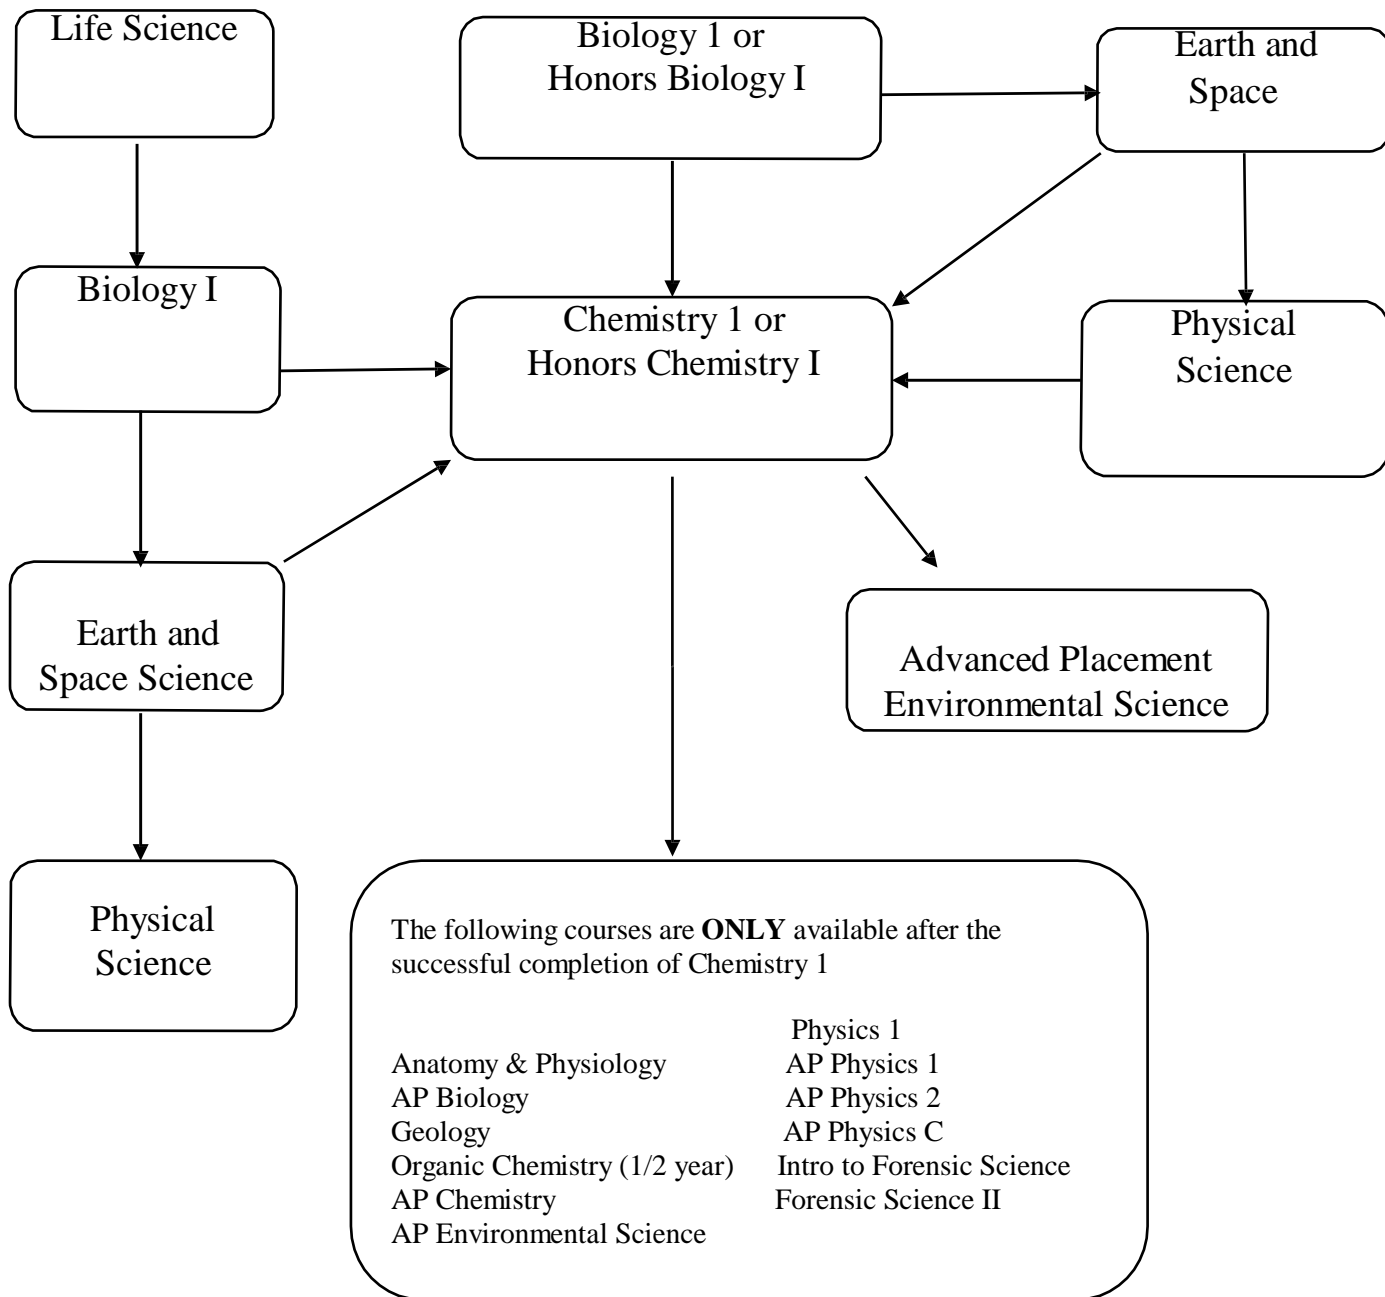 Life Science
Biology 1 or
Honors Biology I
Earth and
Space
Biology I
Chemistry 1 or
Honors Chemistry I
Physical
Science
Earth and
Space Science
Advanced Placement
Environmental Science
Physical
Science
The following courses are ONLY available after the
successful completion of Chemistry 1
Physics 1
Anatomy & Physiology AP Physics 1
AP Biology AP Physics 2
Geology AP Physics C
Organic Chemistry (1/2 year) Intro to Forensic Science
AP Chemistry Forensic Science II
AP Environmental Science